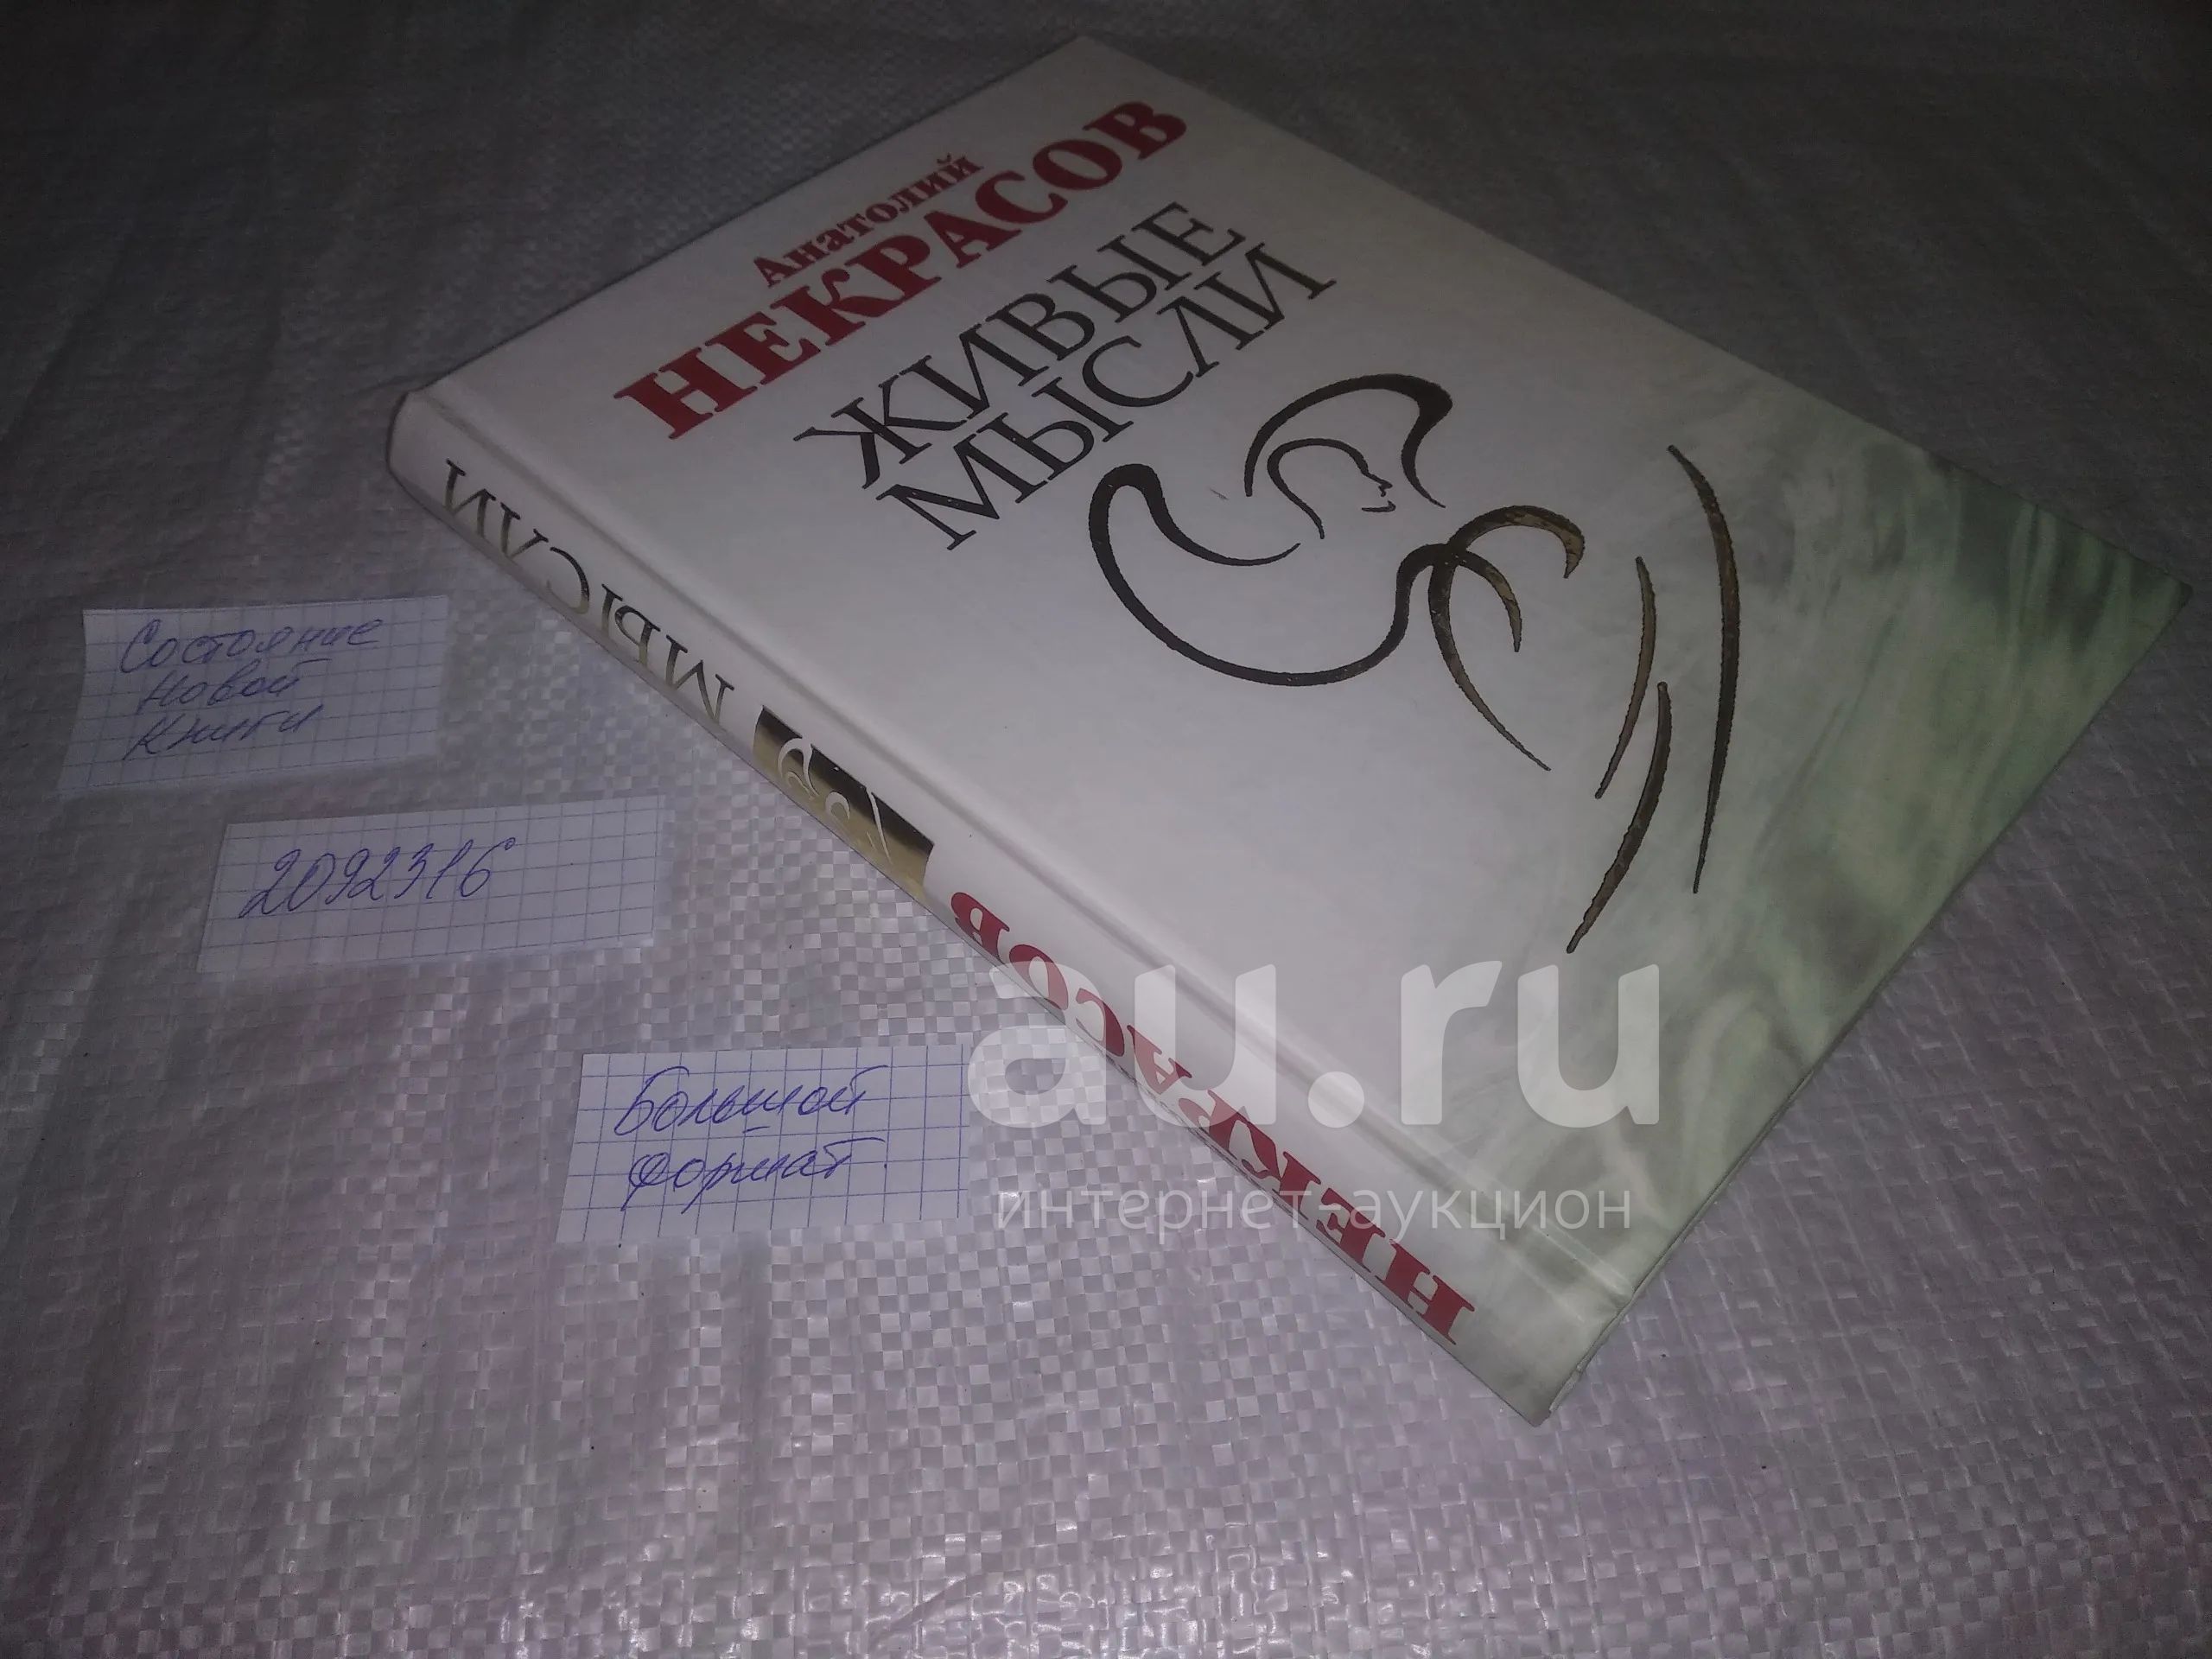 Анатолий
НЕКРАСОВ
ЖИВЫЕ
МЫСЛИ
МЫСЛИ
НЕКРАСОВ
Состояние
новой
книги
2092316
Большой
формат.
au.ru
интернет-аукцион